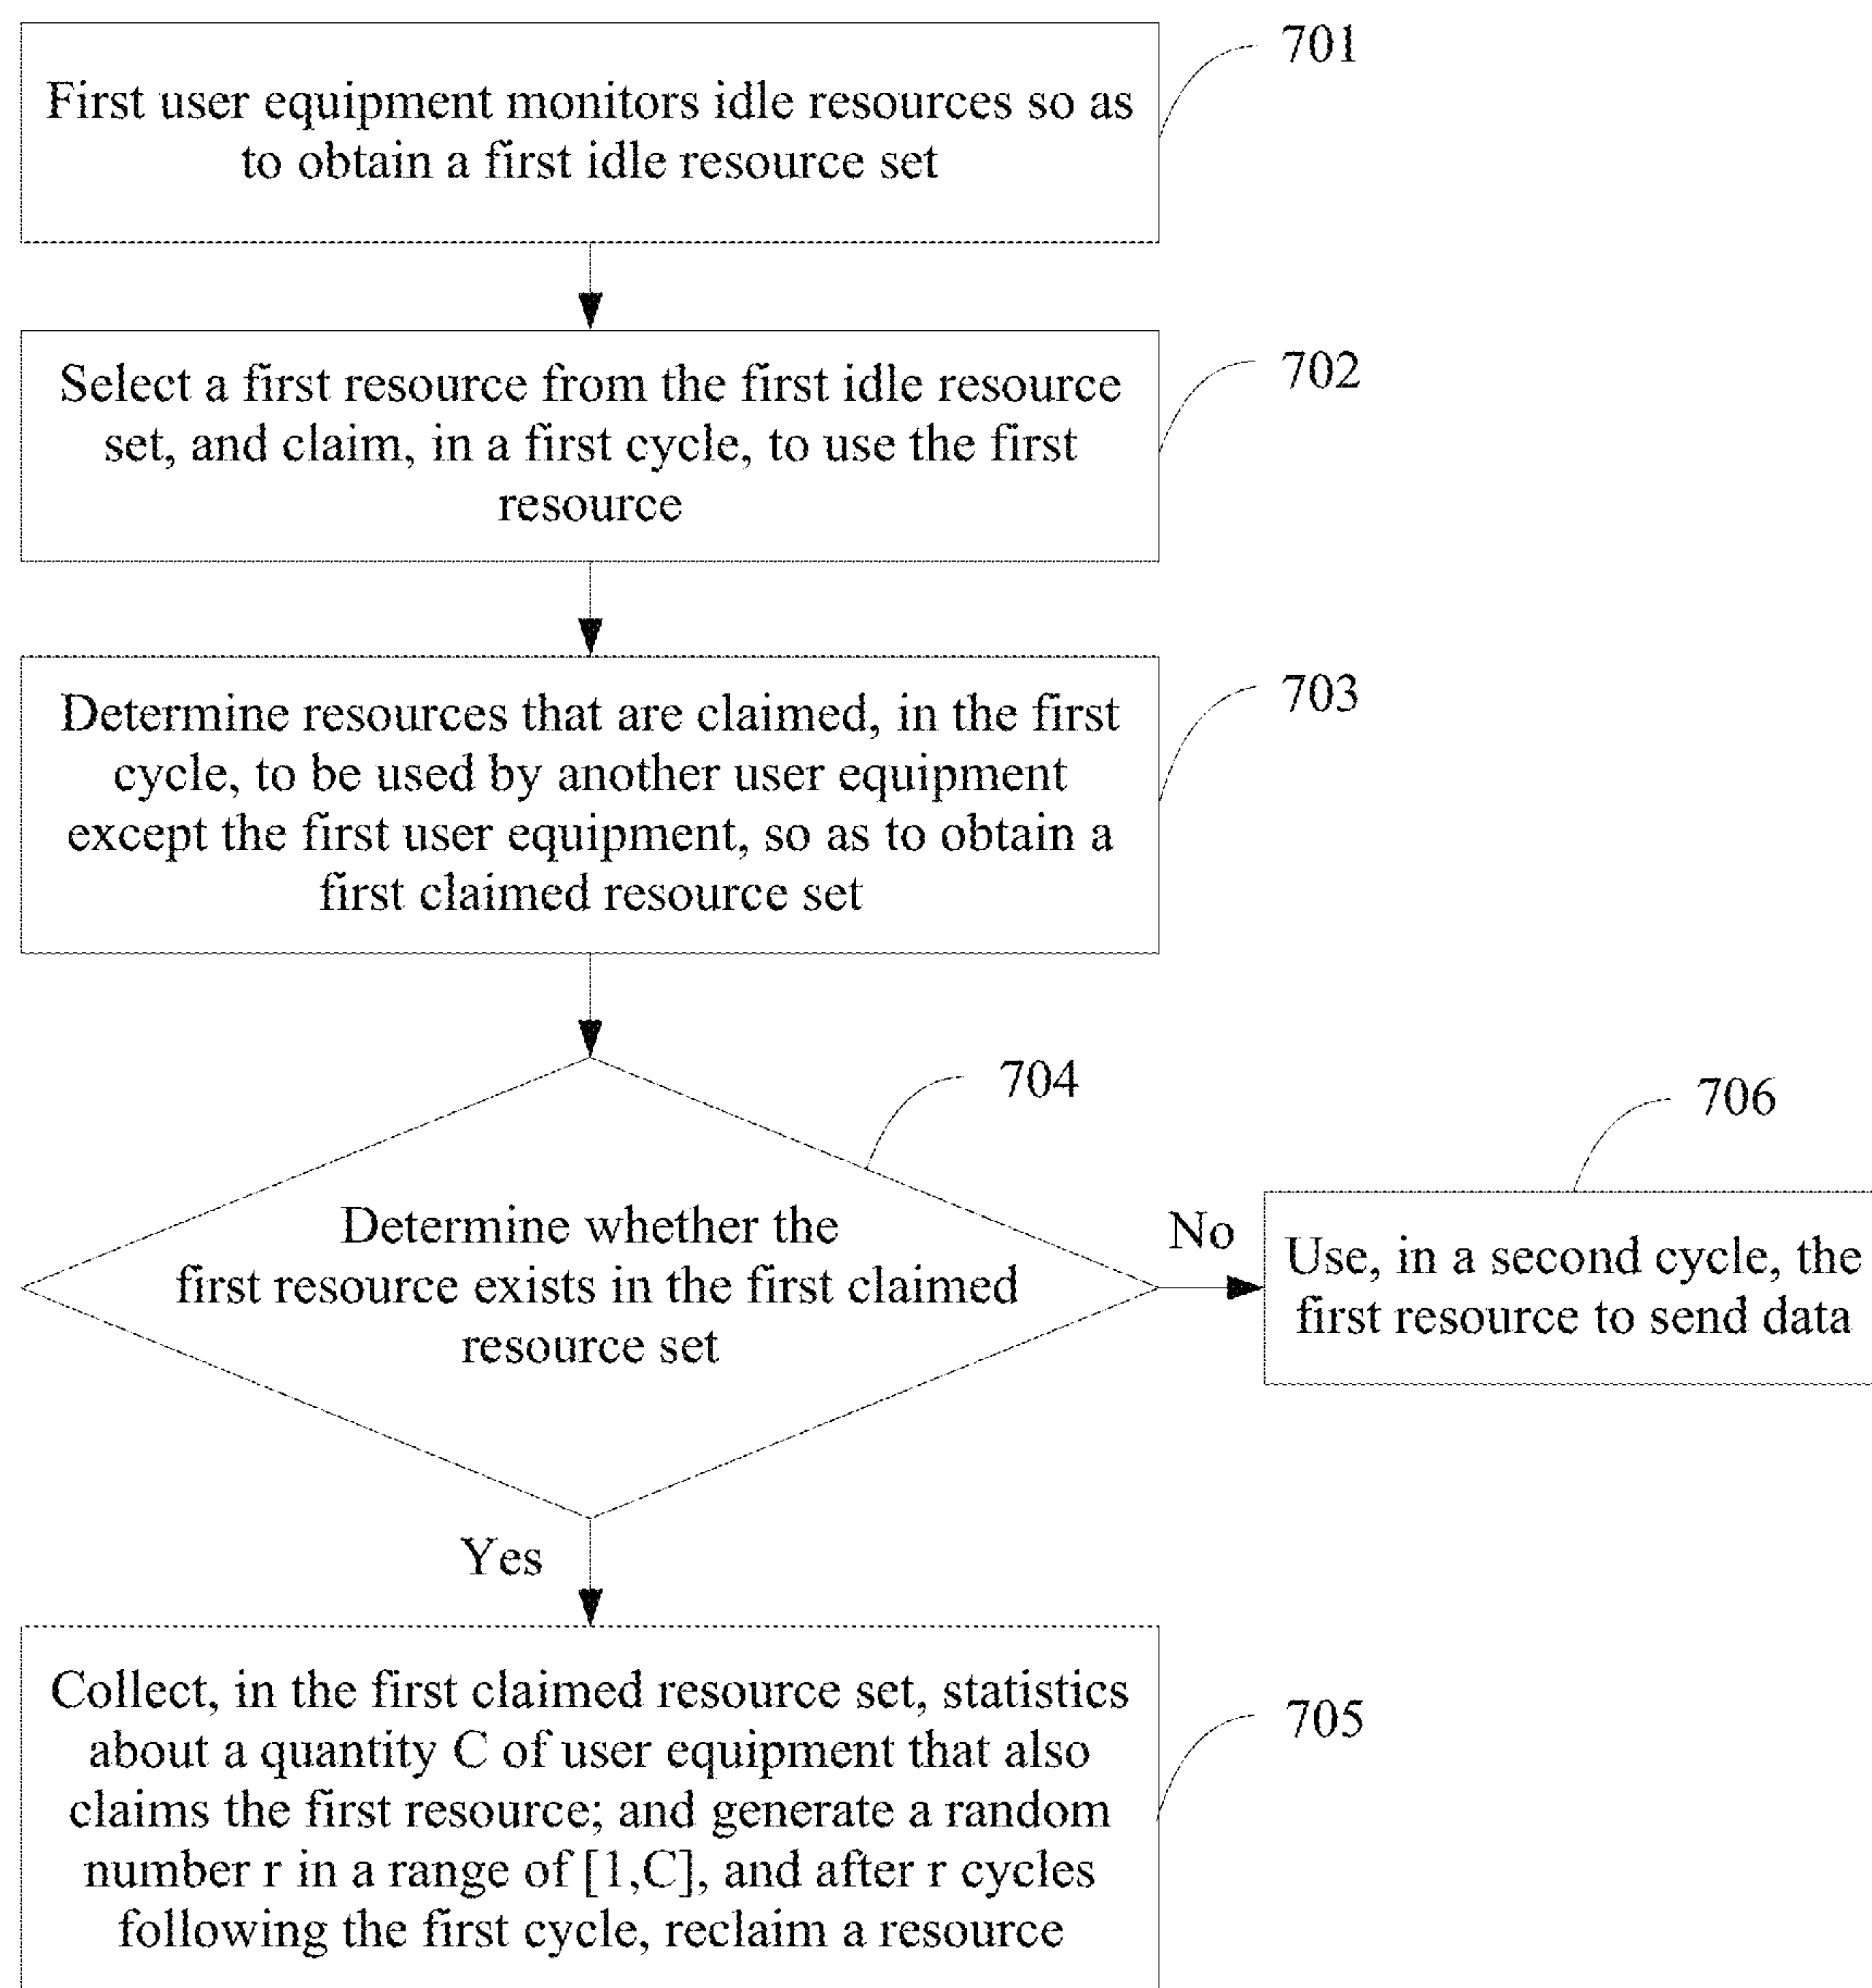 701
First user equipment monitors idle resources so as
to obtain a first idle resource set
702
Select a first resource from the first idle resource
set, and claim, in a first cycle, to use the first
resource
703
Determine resources that are claimed, in the first
cycle, to be used by another user equipment
except the first user equipment, so as to obtain a
first claimed resource set
704
Determine whether the
first resource exists in the first claimed
resource set
No
706
Use, in a second cycle, the
first resource to send data
Yes
Collect, in the first claimed resource set, statistics
about a quantity C of user equipment that also
claims the first resource; and generate a random
number r in a range of [1,C], and after r cycles
following the first cycle, reclaim a resource
705